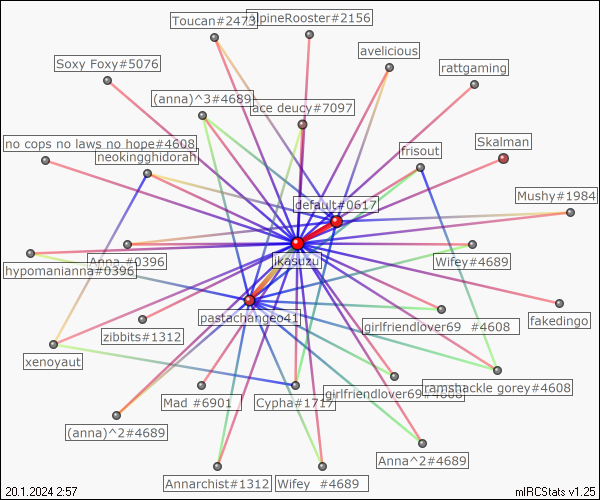 Toucan#2473
lpineRooster#2156
avelicious
Soxy Foxy#5076
rattgaming
(anna)^3#4689
ace deucy#7097
no cops no laws no hope#4608
neokingghidorah
frisout
Skalman
Mushy#1984
default#0617
Anna_#0396
Wifey#4689
hypomanianna#0396
ikasuzu
pastachangeo41
girlfriendlover69 #4608
fakedingo
zibbits#1312
xenoyaut
Mad #6901
Cypha#1717
girlfriendlover69#4608
ramshackle gorey#4608
(anna)^2#4689
Anna^2#4689
Annarchist#1312
Wifey #4689
20.1.2024 2:57
mIRCStats v1.25